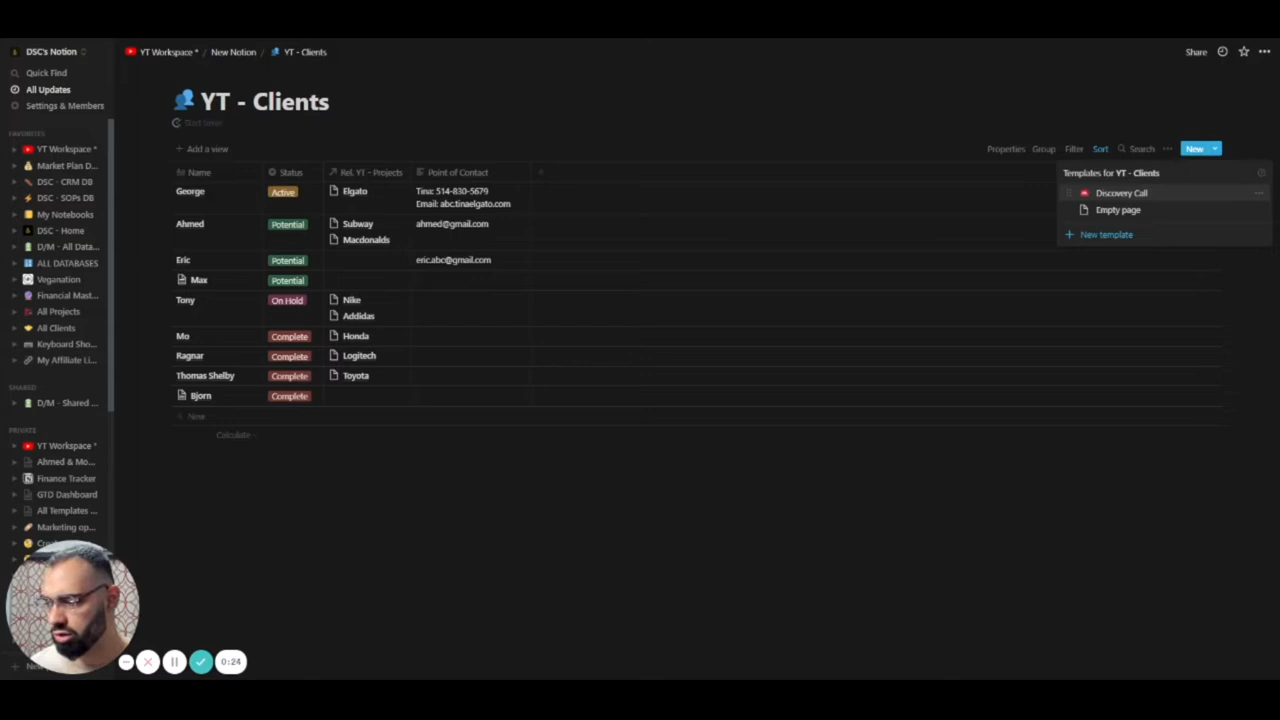 DSC's Notion
YT Workspace * / New Notion / YT - Clients
Share
Quick Find
All Updates
Settings & Members
FAVORITES
YT Workspace *
Market Plan D...
DSC - CRM DB
DSC - SOPs DB
My Notebooks
DSC - Home
D/M - All Data...
ALL DATABASES
Veganation
Financial Mast...
All Projects
All Clients
Keyboard Sho...
My Affiliate Li...
SHARED
D/M - Shared ...
PRIVATE
YT Workspace *
Ahmed & Mo...
Finance Tracker
GTD Dashboard
All Templates ...
Marketing op...
YT - Clients
Start timer
+ Add a view
Properties Group Filter Sort Search ··· New
Name Status Rel. YT - Projects Point of Contact
George Active Elgato Tina: 514-830-5679
Email: abc.tinaelgato.com
Ahmed Potential Subway ahmed@gmail.com
Macdonalds
Eric Potential eric.abc@gmail.com
Max Potential
Tony On Hold Nike
Addidas
Mo Complete Honda
Ragnar Complete Logitech
Thomas Shelby Complete Toyota
Bjorn Complete
+ New
Calculate
Templates for YT - Clients
Discovery Call
Empty page
+ New template
0:24